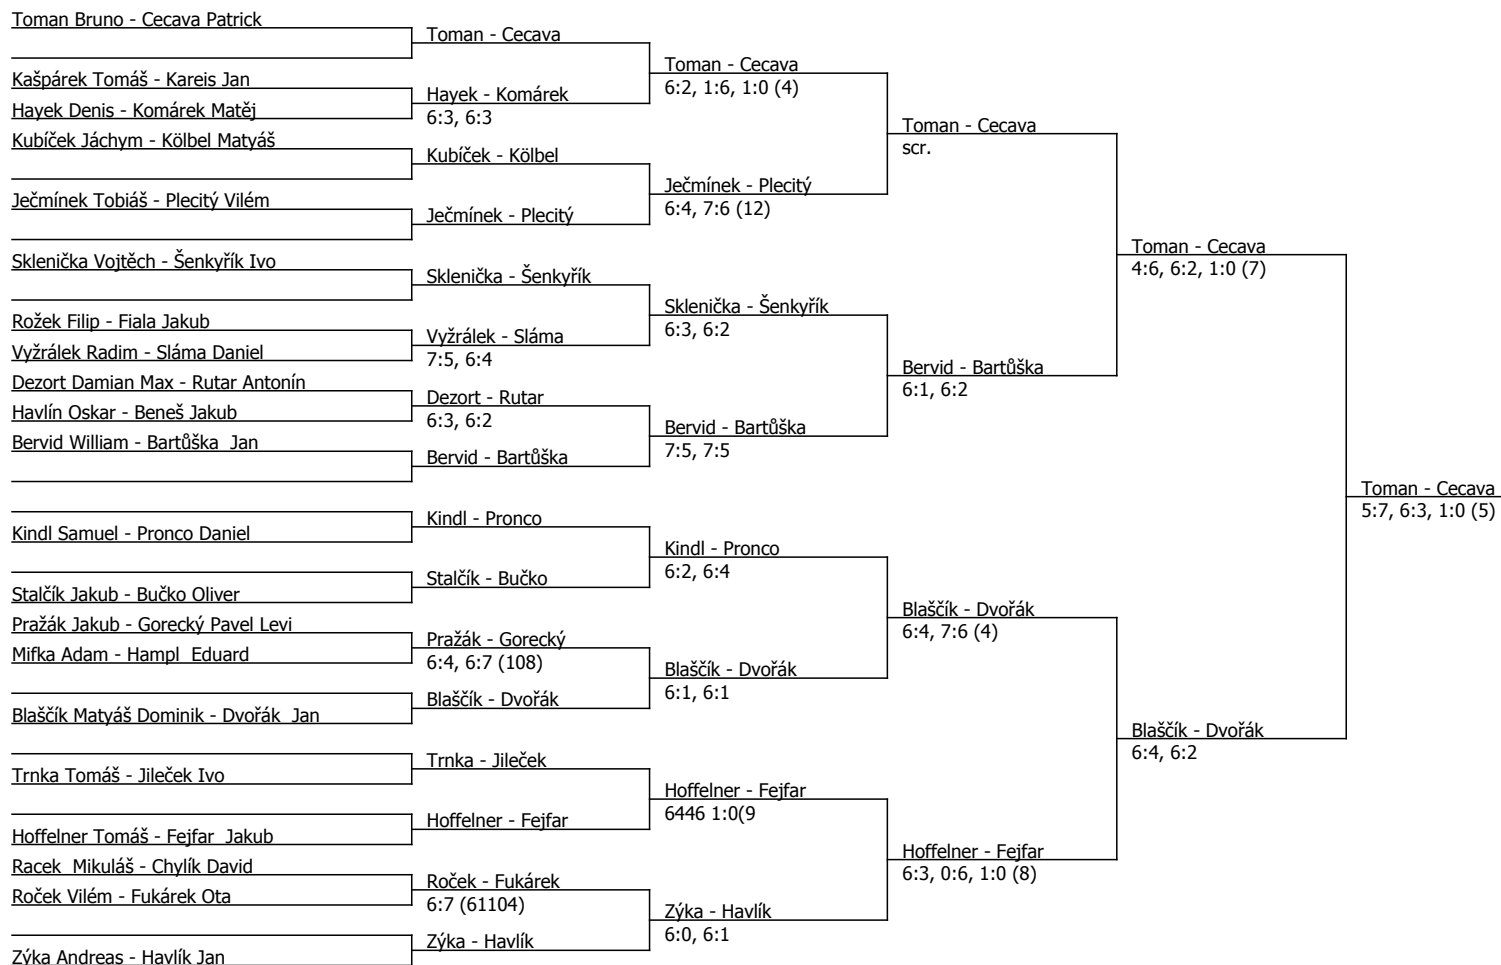 Toman Bruno - Cecava Patrick
Kašpárek Tomáš - Kareis Jan
Hayek Denis - Komárek Matěj
Kubíček Jáchym - Kölbel Matyáš
Ječmínek Tobiáš - Plecitý Vilém
Sklenička Vojtěch - Šenkyřík Ivo
Rožek Filip - Fiala Jakub
Vyžrálek Radim - Sláma Daniel
Dezort Damian Max - Rutar Antonín
Havlín Oskar - Beneš Jakub
Bervid William - Bartůška  Jan
Kindl Samuel - Pronco Daniel
Stalčík Jakub - Bučko Oliver
Pražák Jakub - Gorecký Pavel Levi
Mifka Adam - Hampl  Eduard
Blaščík Matyáš Dominik - Dvořák  Jan
Trnka Tomáš - Jileček Ivo
Hoffelner Tomáš - Fejfar  Jakub
Racek  Mikuláš - Chylík David
Roček Vilém - Fukárek Ota
Zýka Andreas - Havlík Jan
Toman - Cecava
Hayek - Komárek
6:3, 6:3
Kubíček - Kölbel
Ječmínek - Plecitý
Sklenička - Šenkyřík
Vyžrálek - Sláma
7:5, 6:4
Dezort - Rutar
6:3, 6:2
Bervid - Bartůška
Kindl - Pronco
Stalčík - Bučko
Pražák - Gorecký
6:4, 6:7 (108)
Blaščík - Dvořák
Trnka - Jileček
Hoffelner - Fejfar
Roček - Fukárek
6:7 (61104)
Zýka - Havlík
Toman - Cecava
6:2, 1:6, 1:0 (4)
Ječmínek - Plecitý
6:4, 7:6 (12)
Sklenička - Šenkyřík
6:3, 6:2
Bervid - Bartůška
7:5, 7:5
Kindl - Pronco
6:2, 6:4
Blaščík - Dvořák
6:1, 6:1
Hoffelner - Fejfar
6446 1:0(9
Zýka - Havlík
6:0, 6:1
Toman - Cecava
scr.
Bervid - Bartůška
6:1, 6:2
Blaščík - Dvořák
6:4, 7:6 (4)
Hoffelner - Fejfar
6:3, 0:6, 1:0 (8)
Toman - Cecava
4:6, 6:2, 1:0 (7)
Blaščík - Dvořák
6:4, 6:2
Toman - Cecava
5:7, 6:3, 1:0 (5)